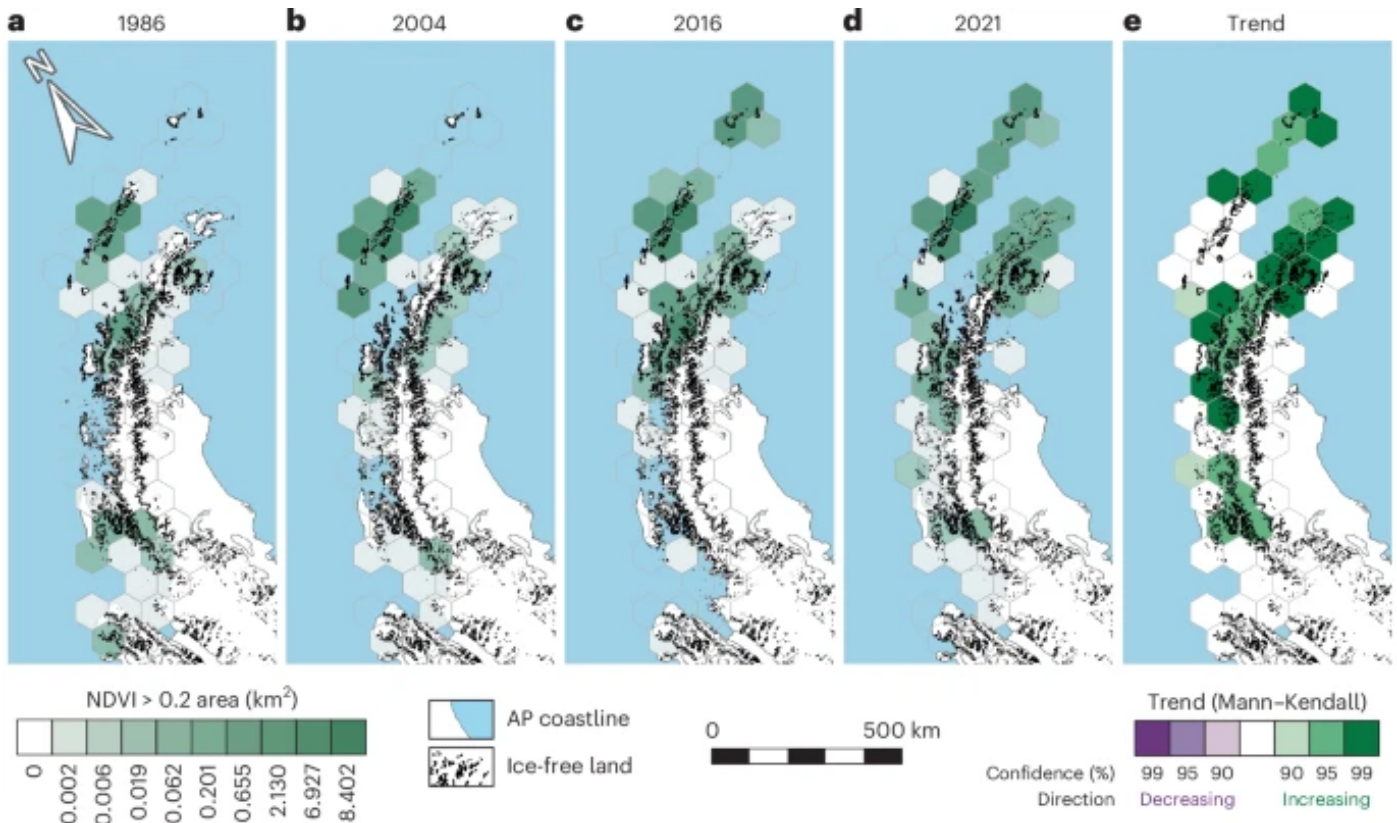 a 1986 b 2004 c 2016 d 2021 e Trend
N
NDVI > 0.2 area (km²)
0 0.002 0.006 0.019 0.062 0.201 0.655 2.130 6.927 8.402
AP coastline
Ice-free land
0 500 km
Trend (Mann–Kendall)
Confidence (%) 99 95 90 90 95 99
Direction Decreasing Increasing